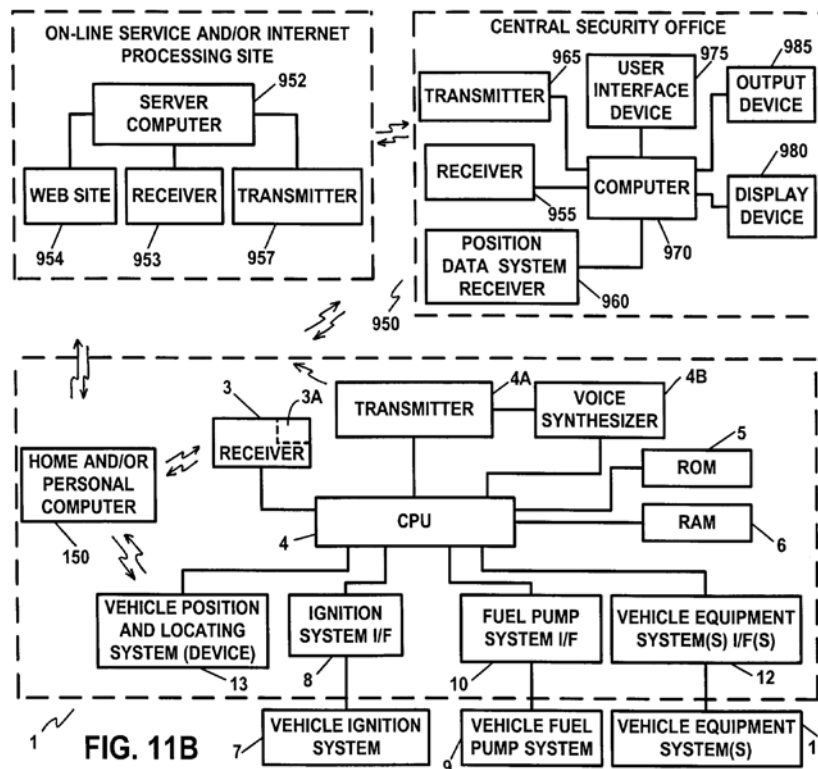 ON-LINE SERVICE AND/OR INTERNET
PROCESSING SITE
952
SERVER
COMPUTER
WEB SITE
RECEIVER
TRANSMITTER
954
953
957
CENTRAL SECURITY OFFICE
965
975
985
TRANSMITTER
USER
INTERFACE
DEVICE
OUTPUT
DEVICE
RECEIVER
955
COMPUTER
970
980
DISPLAY
DEVICE
POSITION
DATA SYSTEM
RECEIVER
960
950
3
3A
RECEIVER
4A
TRANSMITTER
4B
VOICE
SYNTHESIZER
5
ROM
HOME AND/OR
PERSONAL
COMPUTER
150
CPU
4
RAM
6
VEHICLE POSITION
AND LOCATING
SYSTEM (DEVICE)
13
IGNITION
SYSTEM I/F
8
FUEL PUMP
SYSTEM I/F
10
VEHICLE EQUIPMENT
SYSTEM(S) I/F(S)
12
1
FIG. 11B
7
VEHICLE IGNITION
SYSTEM
9
VEHICLE FUEL
PUMP SYSTEM
VEHICLE EQUIPMENT
SYSTEM(S)